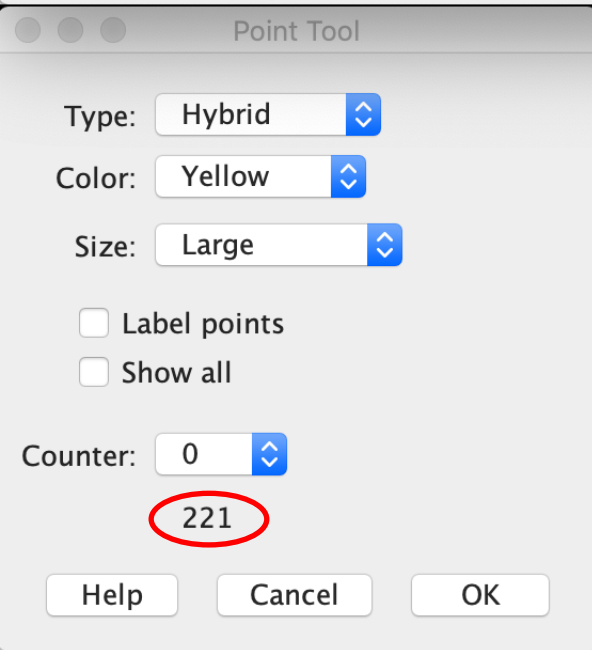 Point Tool
Type: Hybrid
Color: Yellow
Size: Large
Label points
Show all
Counter: 0
221
Help Cancel OK